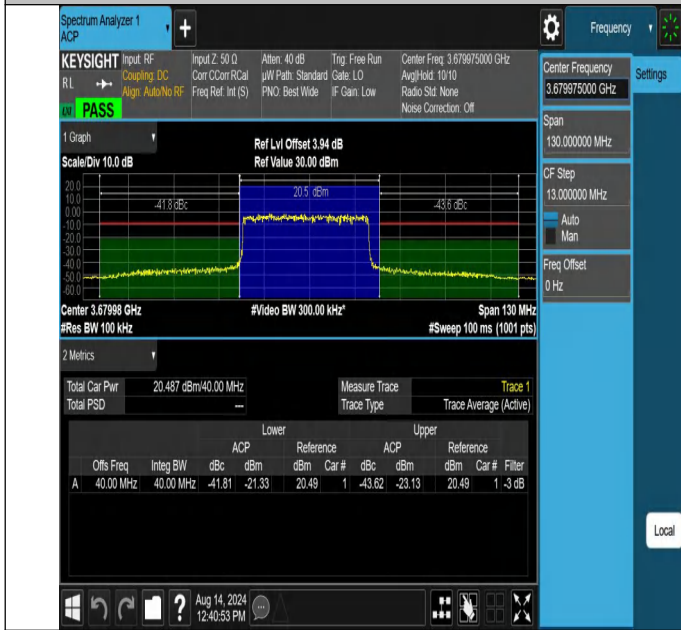 Spectrum Analyzer 1
ACP
+
Frequency
KEYSIGHT
RL
PASS
Input: RF
Coupling: DC
Align: Auto/No RF
Input Z: 50 Ω
Corr CCorr RCal
Freq Ref: Int (S)
Atten: 40 dB
µW Path: Standard
PNO: Best Wide
Trig: Free Run
Gate: LO
IF Gain: Low
Center Freq: 3.679975000 GHz
Avg|Hold: 10/10
Radio Std: None
Noise Correction: Off
Center Frequency
3.679975000 GHz
Settings
Span
130.000000 MHz
CF Step
13.000000 MHz
Auto
Man
Freq Offset
0 Hz
1 Graph
Scale/Div 10.0 dB
Ref Lvl Offset 3.94 dB
Ref Value 30.00 dBm
20.0
10.0
0.00
-10.0
-20.0
-30.0
-40.0
-50.0
-60.0
-41.8 dBc
20.5 dBm
-43.6 dBc
Center 3.67998 GHz
#Video BW 300.00 kHz*
Span 130 MHz
#Res BW 100 kHz
#Sweep 100 ms (1001 pts)
2 Metrics
Total Car Pwr 20.487 dBm/40.00 MHz
Measure Trace Trace 1
Total PSD ---
Trace Type Trace Average (Active)
Lower Upper
ACP Reference ACP Reference
Offs Freq Integ BW dBc dBm dBm Car # dBc dBm dBm Car # Filter
A 40.00 MHz 40.00 MHz -41.81 -21.33 20.49 1 -43.62 -23.13 20.49 1 -3 dB
Local
?
Aug 14, 2024
12:40:53 PM